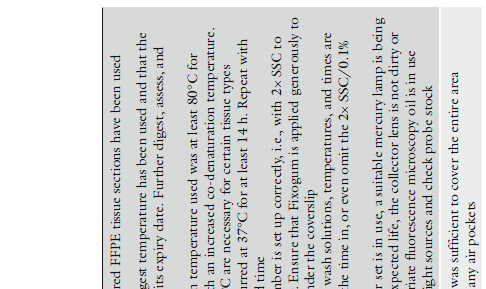 red FFPE tissue sections have been used
gest temperature has been used and that the
its expiry date. Further digest, assess, and
n temperature used was at least 80°C for
h an increased co-denaturation temperature.
C are necessary for certain tissue types
urred at 37°C for at least 14 h. Repeat with
d time
mber is set up correctly, i.e., with 2× SSC to
. Ensure that Fixogum is applied generously to
der the coverslip
wash solutions, temperatures, and times are
he time in, or even omit the 2× SSC/0.1%
r set is in use, a suitable mercury lamp is being
xpected life, the collector lens is not dirty or
riate fluorescence microscopy oil is in use
ght sources and check probe stock
was sufficient to cover the entire area
any air pockets